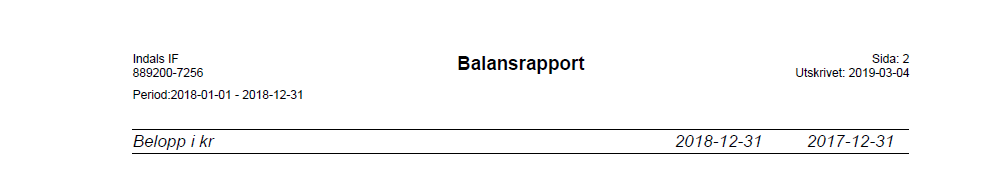 Indals IF
889200-7256
Period:2018-01-01 - 2018-12-31
Balansrapport
Sida: 2
Utskrivet: 2019-03-04
Belopp i kr 2018-12-31 2017-12-31